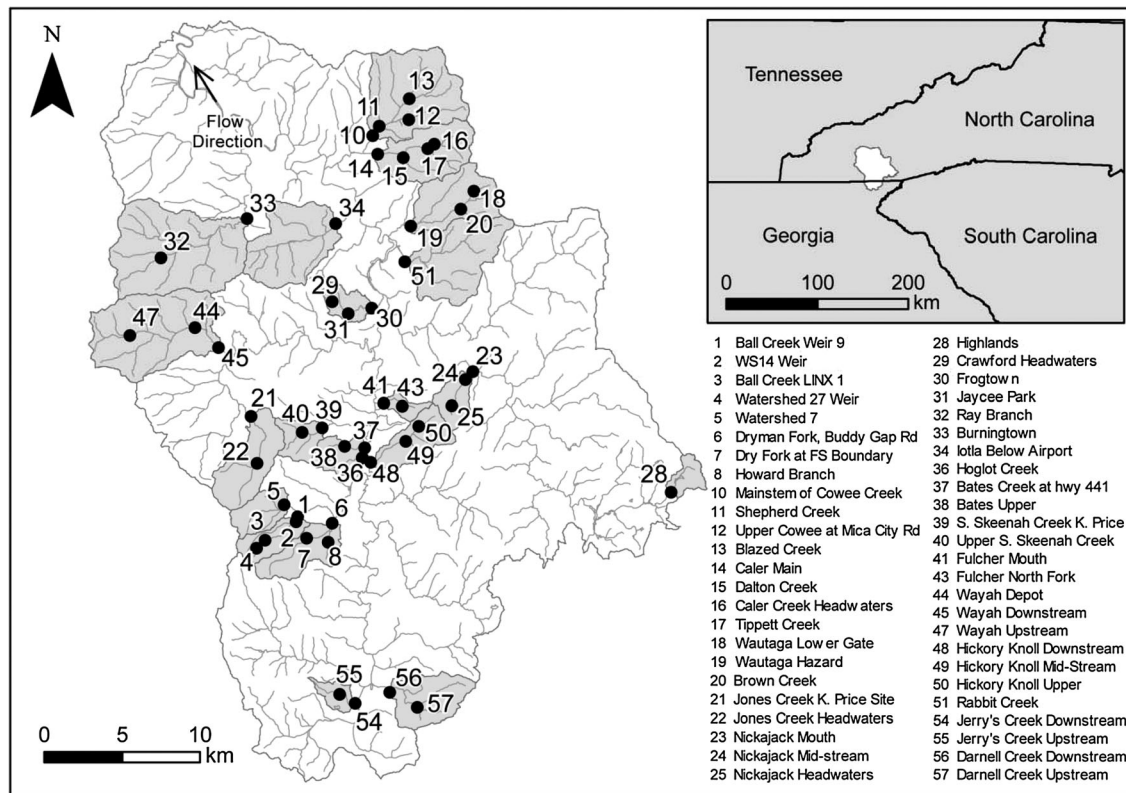 N
Flow
Direction
13
11
12
10
16
14
15
17
18
33
34
20
19
32
51
29
30
31
44
47
45
23
24
41
43
25
21
40
39
50
37
38
49
22
36
48
28
5
1
6
3
2
4
7
8
55
56
57
54
0 5 10
km
Tennessee
North Carolina
Georgia
South Carolina
0 100 200
km
1 Ball Creek Weir 9
2 WS14 Weir
3 Ball Creek LINX 1
4 Watershed 27 Weir
5 Watershed 7
6 Dryman Fork, Buddy Gap Rd
7 Dry Fork at FS Boundary
8 Howard Branch
10 Mainstem of Cowee Creek
11 Shepherd Creek
12 Upper Cowee at Mica City Rd
13 Blazed Creek
14 Caler Main
15 Dalton Creek
16 Caler Creek Headwaters
17 Tippett Creek
18 Wautaga Lower Gate
19 Wautaga Hazard
20 Brown Creek
21 Jones Creek K. Price Site
22 Jones Creek Headwaters
23 Nickajack Mouth
24 Nickajack Mid-stream
25 Nickajack Headwaters
28 Highlands
29 Crawford Headwaters
30 Frogtown
31 Jaycee Park
32 Ray Branch
33 Burningtown
34 Iotla Below Airport
36 Hoglot Creek
37 Bates Creek at hwy 441
38 Bates Upper
39 S. Skeenah Creek K. Price
40 Upper S. Skeenah Creek
41 Fulcher Mouth
43 Fulcher North Fork
44 Wayah Depot
45 Wayah Downstream
47 Wayah Upstream
48 Hickory Knoll Downstream
49 Hickory Knoll Mid-Stream
50 Hickory Knoll Upper
51 Rabbit Creek
54 Jerry's Creek Downstream
55 Jerry's Creek Upstream
56 Darnell Creek Downstream
57 Darnell Creek Upstream